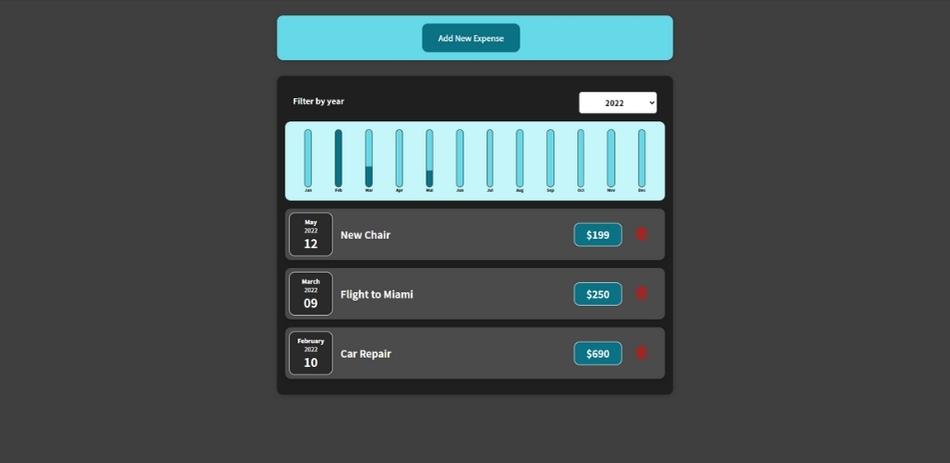 Add New Expense
Filter by year
2022
Jan Feb Mar Apr Mai Jun Jul Aug Sep Oct Nov Dec
May
2022
12
New Chair
$199
March
2022
09
Flight to Miami
$250
February
2022
10
Car Repair
$690